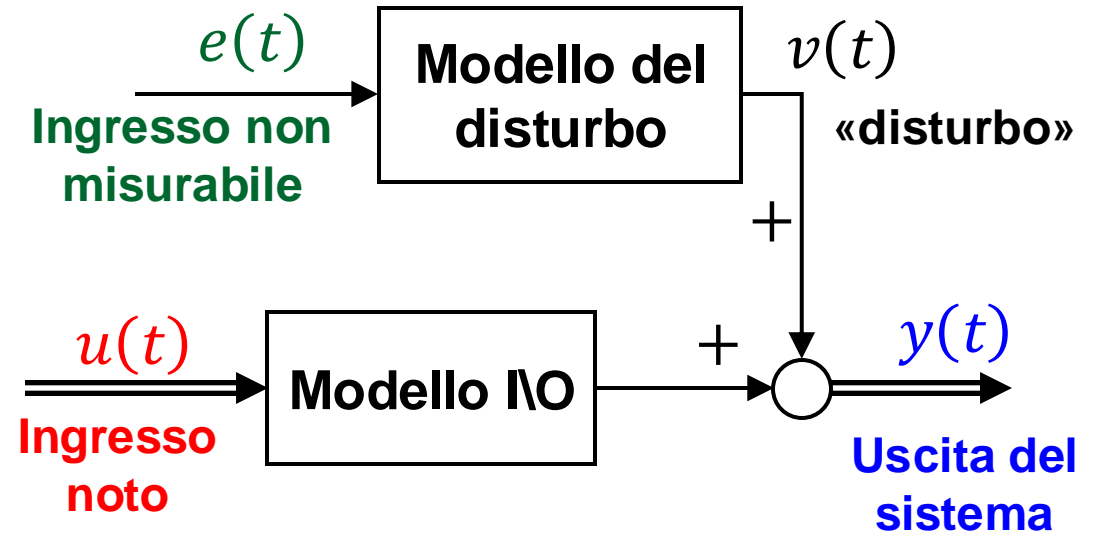 e(t)
Modello del
disturbo
v(t)
Ingresso non
misurabile
«disturbo»
+
u(t)
Modello I\O
+
y(t)
Ingresso
noto
Uscita del
sistema